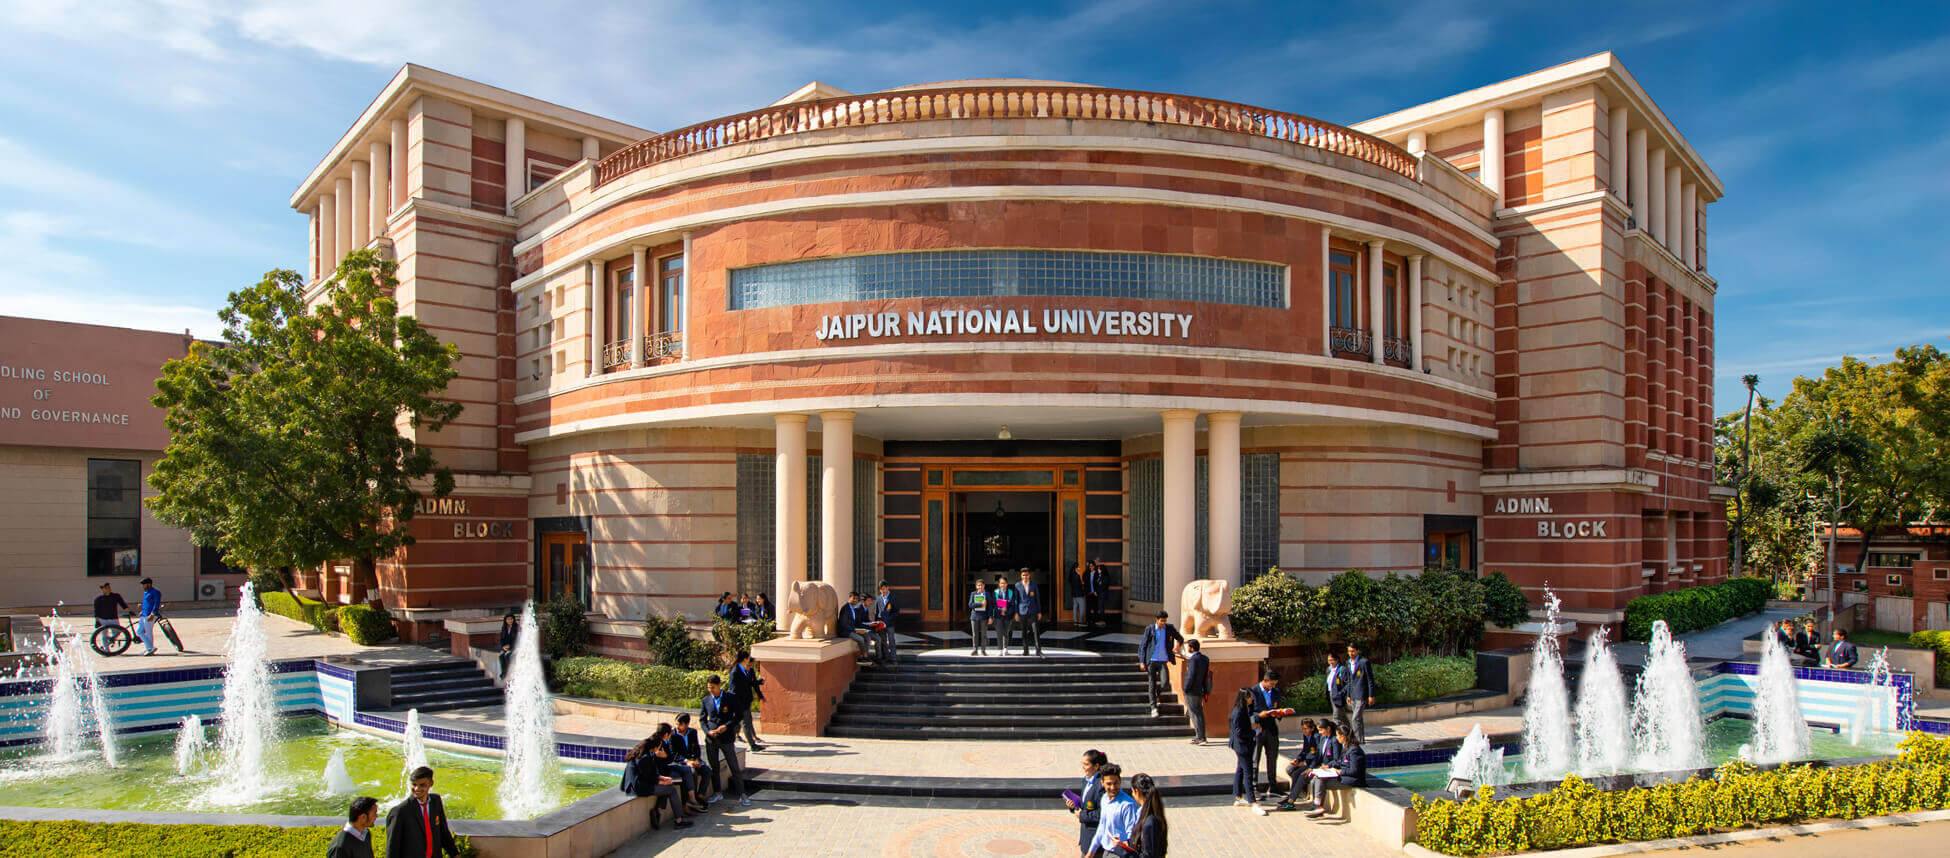 JAIPUR NATIONAL UNIVERSITY
DLING SCHOOL
OF
ND GOVERNANCE
ADMN.
BLOCK
ADMN.
BLOCK